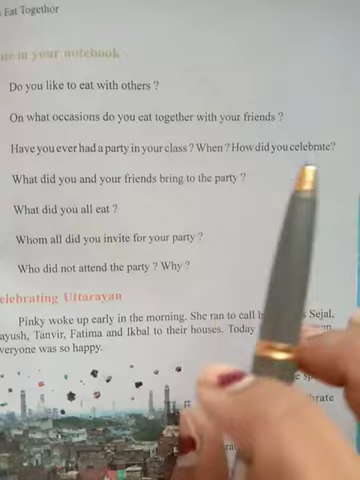 Eat Togethor
in your notebook
Do you like to eat with others ?
On what occasions do you eat together with your friends ?
Have you ever had a party in your class ? When ? How did you celebrate?
What did you and your friends bring to the party ?
What did you all eat ?
Whom all did you invite for your party ?
Who did not attend the party ? Why ?
elebrating Uttarayan
Pinky woke up early in the morning. She ran to call Sejal,
ayush, Tanvir, Fatima and Ikbal to their houses. Today
veryone was so happy.
brate